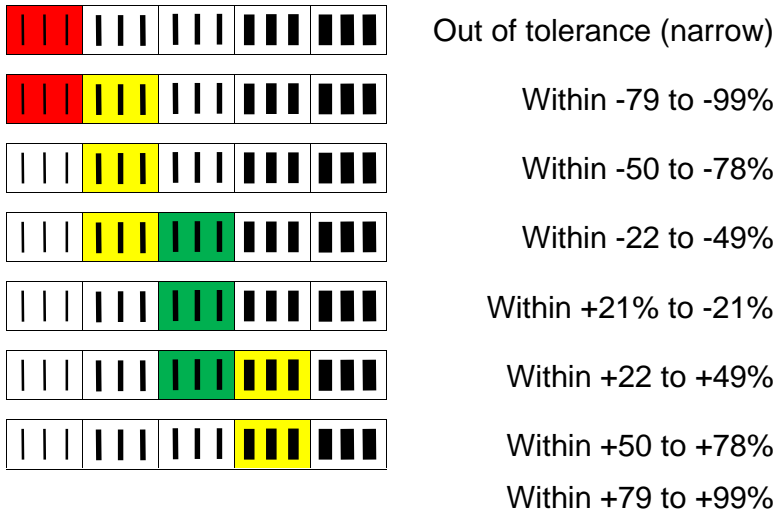 Out of tolerance (narrow)
Within -79 to -99%
Within -50 to -78%
Within -22 to -49%
Within +21% to -21%
Within +22 to +49%
Within +50 to +78%
Within +79 to +99%